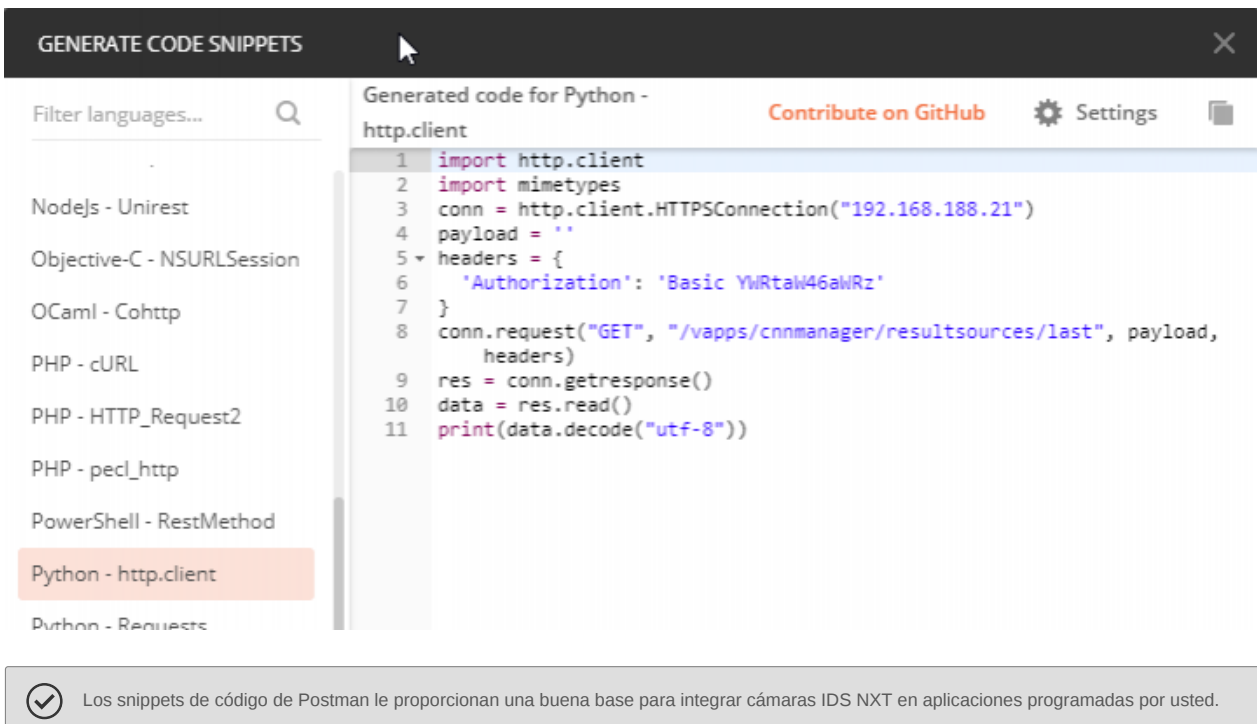 GENERATE CODE SNIPPETS
Filter languages...
NodeJs - Unirest
Objective-C - NSURLSession
OCaml - Cohttp
PHP - cURL
PHP - HTTP_Request2
PHP - pecl_http
PowerShell - RestMethod
Python - http.client
Python - Requests
Generated code for Python -
http.client
Contribute on GitHub
Settings
1 import http.client
2 import mimetypes
3 conn = http.client.HTTPSConnection("192.168.188.21")
4 payload = ''
5 headers = {
6 'Authorization': 'Basic YWRtaW46aWRz'
7 }
8 conn.request("GET", "/vapps/cnnmanager/resultsources/last", payload,
headers)
9 res = conn.getresponse()
10 data = res.read()
11 print(data.decode("utf-8"))
Los snippets de código de Postman le proporcionan una buena base para integrar cámaras IDS NXT en aplicaciones programadas por usted.